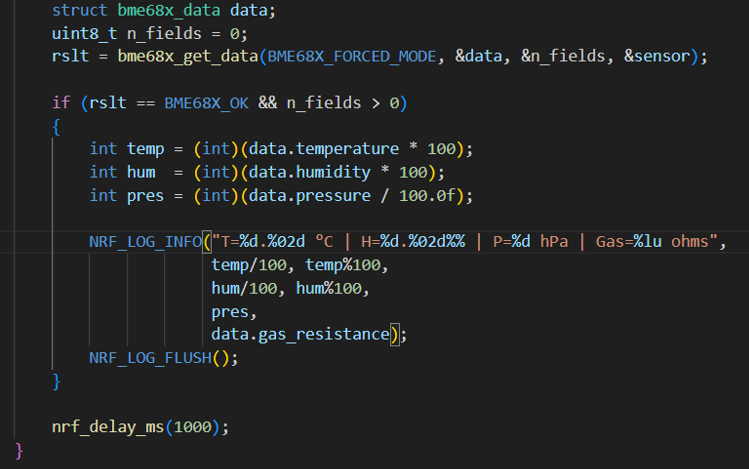 struct bme68x_data data;
uint8_t n_fields = 0;
rslt = bme68x_get_data(BME68X_FORCED_MODE, &data, &n_fields, &sensor);
if (rslt == BME68X_OK && n_fields > 0)
{
int temp = (int)(data.temperature * 100);
int hum  = (int)(data.humidity * 100);
int pres = (int)(data.pressure / 100.0f);
NRF_LOG_INFO("T=%d.%02d °C | H=%d.%02d%% | P=%d hPa | Gas=%lu ohms",
temp/100, temp%100,
hum/100, hum%100,
pres,
data.gas_resistance);
NRF_LOG_FLUSH();
}
nrf_delay_ms(1000);
}